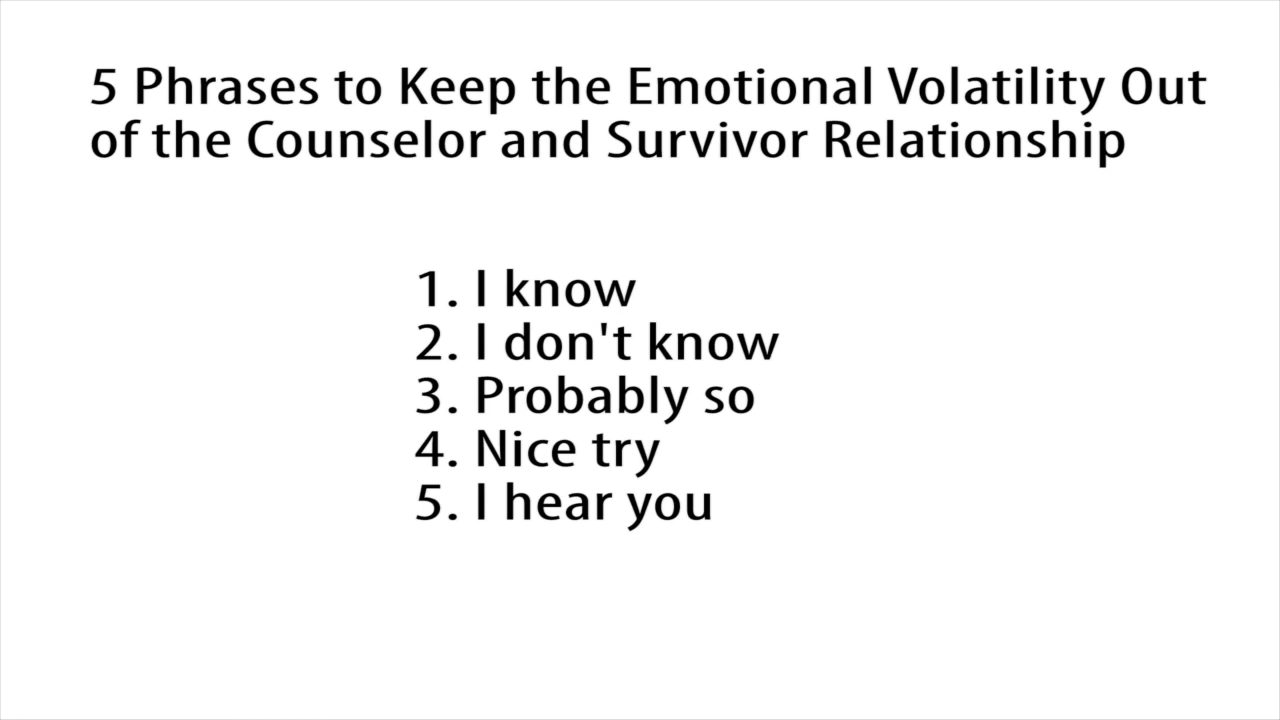 5 Phrases to Keep the Emotional Volatility Out
of the Counselor and Survivor Relationship
1. I know
2. I don't know
3. Probably so
4. Nice try
5. I hear you